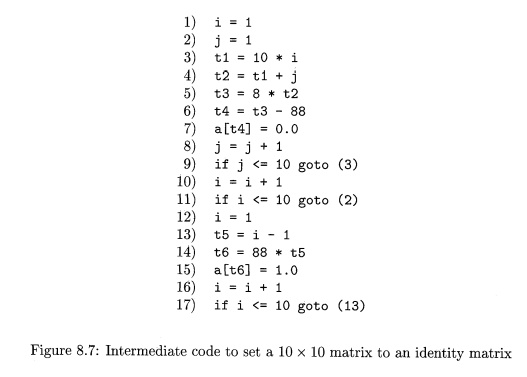 1) i = 1
2) j = 1
3) t1 = 10 * i
4) t2 = t1 + j
5) t3 = 8 * t2
6) t4 = t3 - 88
7) a[t4] = 0.0
8) j = j + 1
9) if j <= 10 goto (3)
10) i = i + 1
11) if i <= 10 goto (2)
12) i = 1
13) t5 = i - 1
14) t6 = 88 * t5
15) a[t6] = 1.0
16) i = i + 1
17) if i <= 10 goto (13)
Figure 8.7: Intermediate code to set a 10 × 10 matrix to an identity matrix